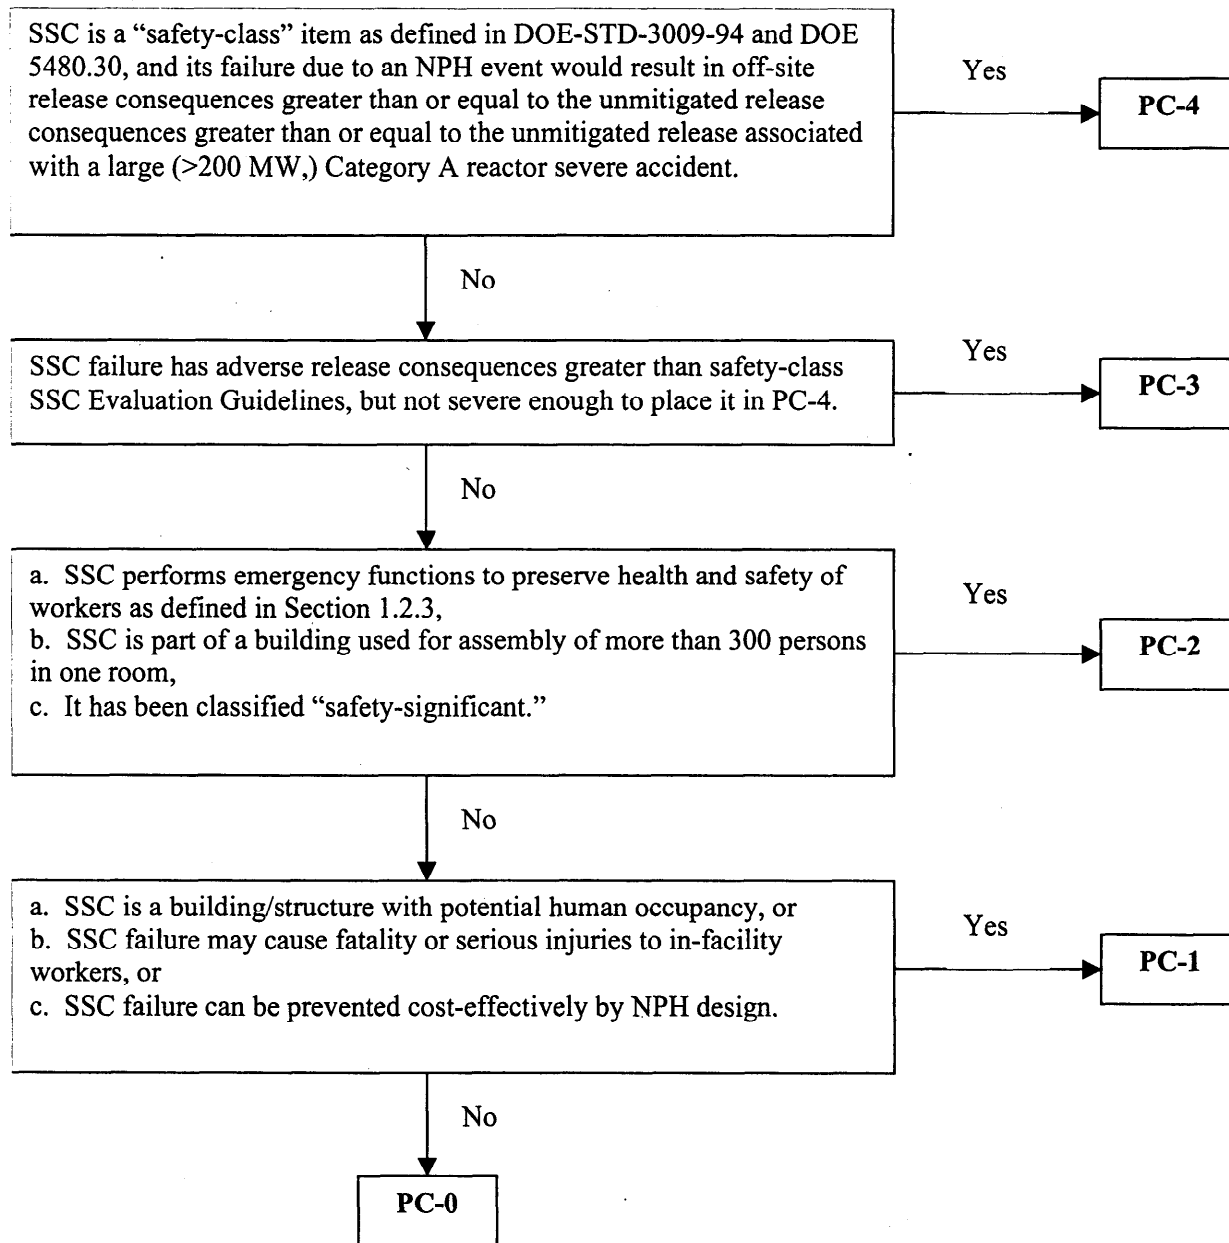 SSC is a “safety-class” item as defined in DOE-STD-3009-94 and DOE
5480.30, and its failure due to an NPH event would result in off-site
release consequences greater than or equal to the unmitigated release
consequences greater than or equal to the unmitigated release associated
with a large (>200 MW,) Category A reactor severe accident.
Yes
PC-4
No
SSC failure has adverse release consequences greater than safety-class
SSC Evaluation Guidelines, but not severe enough to place it in PC-4.
Yes
PC-3
No
a. SSC performs emergency functions to preserve health and safety of
workers as defined in Section 1.2.3,
b. SSC is part of a building used for assembly of more than 300 persons
in one room,
c. It has been classified “safety-significant.”
Yes
PC-2
No
a. SSC is a building/structure with potential human occupancy, or
b. SSC failure may cause fatality or serious injuries to in-facility
workers, or
c. SSC failure can be prevented cost-effectively by NPH design.
Yes
PC-1
No
PC-0